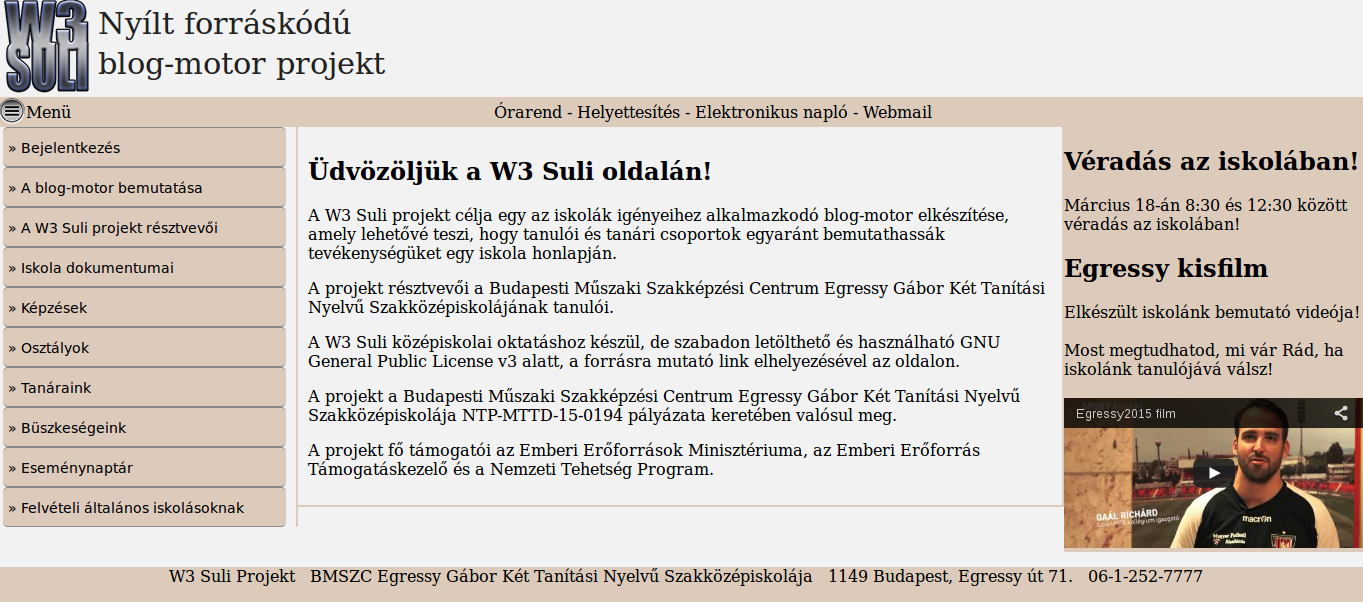 W3
SULI
Nyílt forráskódú
blog-motor projekt
Menü
Órarend - Helyettesítés - Elektronikus napló - Webmail
» Bejelentkezés
» A blog-motor bemutatása
» A W3 Suli projekt résztvevői
» Iskola dokumentumai
» Képzések
» Osztályok
» Tanáraink
» Büszkeségeink
» Eseménynaptár
» Felvételi általános iskolásoknak
Üdvözöljük a W3 Suli oldalán!
A W3 Suli projekt célja egy az iskolák igényeihez alkalmazkodó blog-motor elkészítése,
amely lehetővé teszi, hogy tanulói és tanári csoportok egyaránt bemutathassák
tevékenységüket egy iskola honlapján.
A projekt résztvevői a Budapesti Műszaki Szakképzési Centrum Egressy Gábor Két Tanítási
Nyelvű Szakközépiskolájának tanulói.
A W3 Suli középiskolai oktatáshoz készül, de szabadon letölthető és használható GNU
General Public License v3 alatt, a forrásra mutató link elhelyezésével az oldalon.
A projekt a Budapesti Műszaki Szakképzési Centrum Egressy Gábor Két Tanítási Nyelvű
Szakközépiskolája NTP-MTTD-15-0194 pályázata keretében valósul meg.
A projekt fő támogatói az Emberi Erőforrások Minisztériuma, az Emberi Erőforrás
Támogatáskezelő és a Nemzeti Tehetség Program.
Véradás az iskolában!
Március 18-án 8:30 és 12:30 között
véradás az iskolában!
Egressy kisfilm
Elkészült iskolánk bemutató videója!
Most megtudhatod, mi vár Rád, ha
iskolánk tanulójává válsz!
Egressy2015 film
GAÁL RICHÁRD
kollégium igazgató
macron
W3 Suli Projekt BMSZC Egressy Gábor Két Tanítási Nyelvű Szakközépiskolája 1149 Budapest, Egressy út 71. 06-1-252-7777